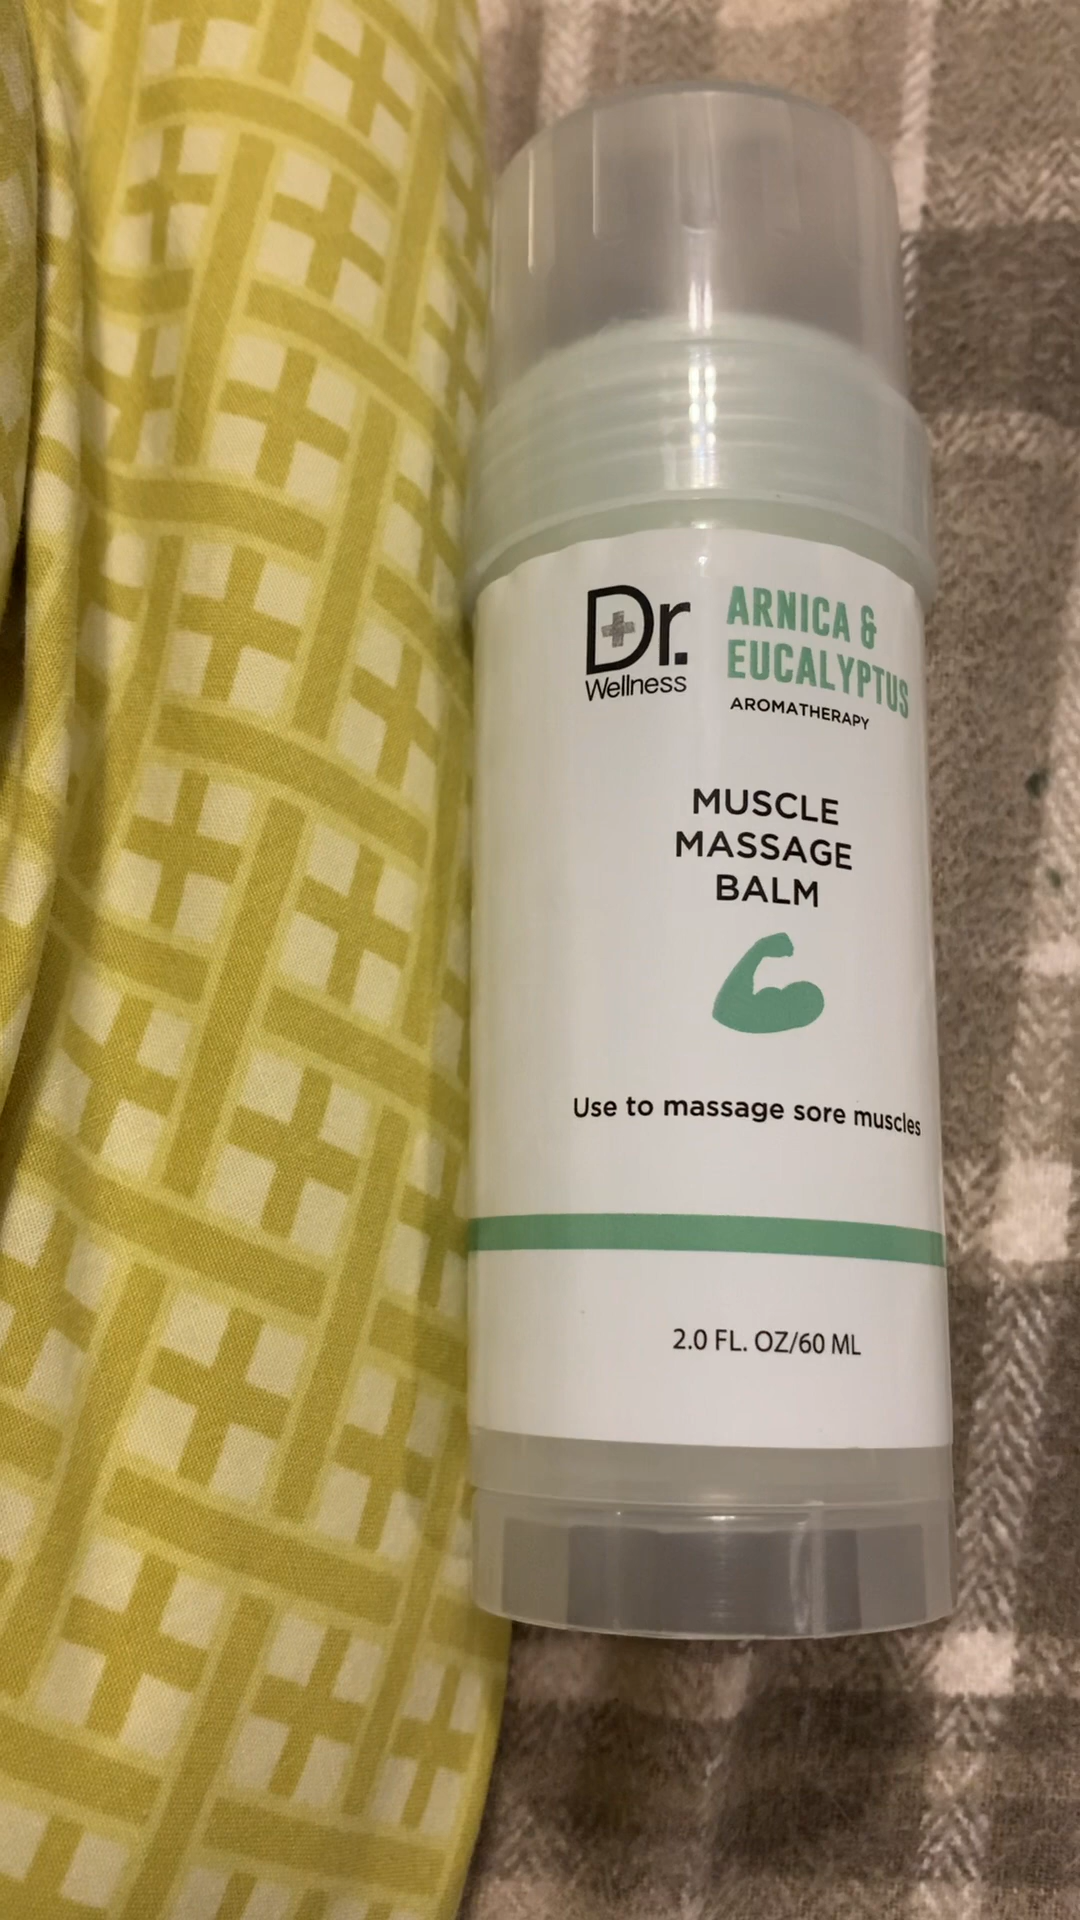 Dr.
Wellness
ARNICA &
EUCALYPTUS
AROMATHERAPY
MUSCLE
MASSAGE
BALM
Use to massage sore muscles
2.0 FL. OZ/60 ML